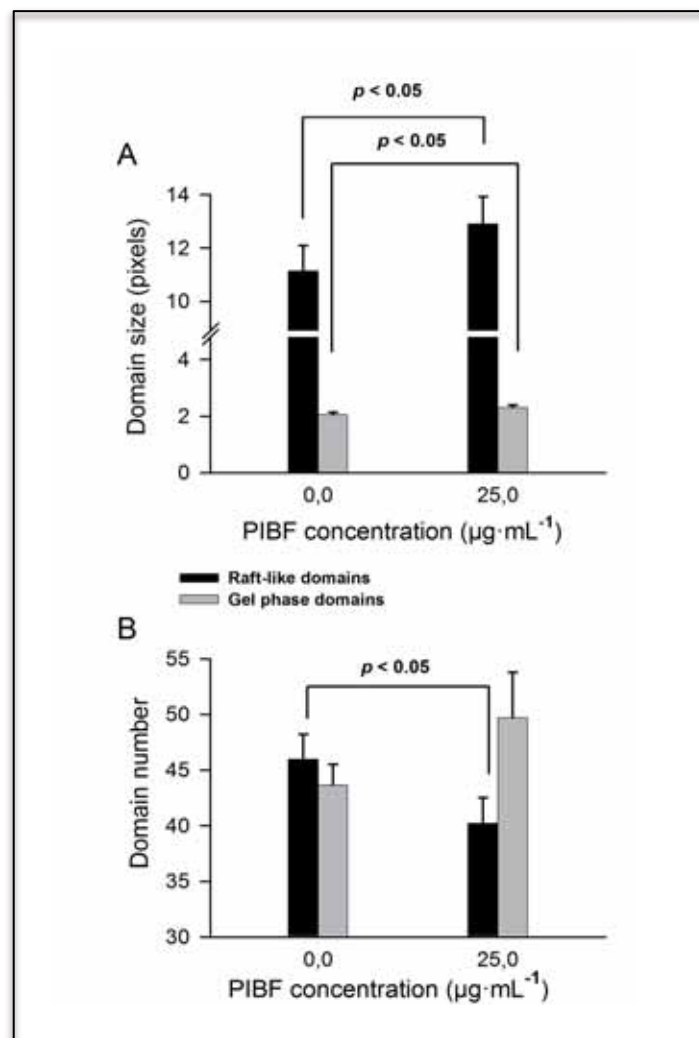 p < 0.05
A
p < 0.05
Domain size (pixels)
14
12
10
4
2
0
0,0
25,0
PIBF concentration (µg·mL⁻¹)
Raft-like domains
Gel phase domains
B
p < 0.05
Domain number
55
50
45
40
35
30
0,0
25,0
PIBF concentration (µg·mL⁻¹)